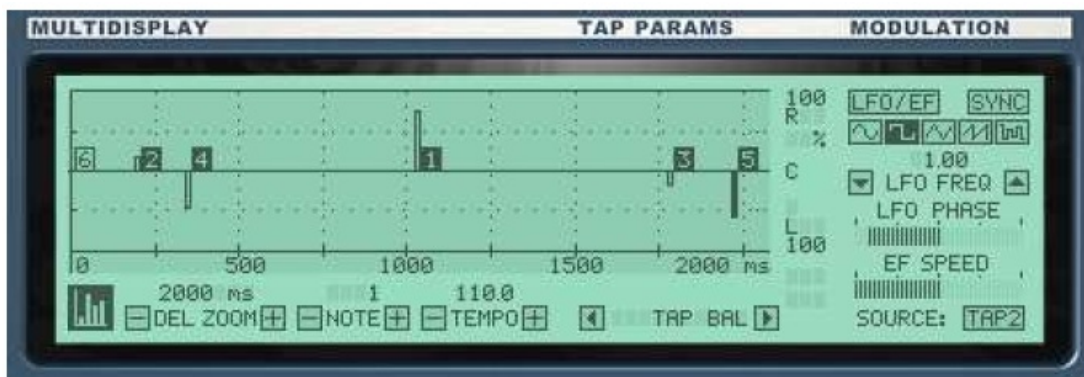 MULTIDISPLAY TAP PARAMS MODULATION
100 LFO/EF SYNC
R
%
6 2 4 1 3 5 1.00
C LFO FREQ
LFO PHASE
L
100
0 500 1000 1500 2000 ms EF SPEED
2000 ms 1 110.0
DEL ZOOM NOTE TEMPO TAP BAL SOURCE: TAP2